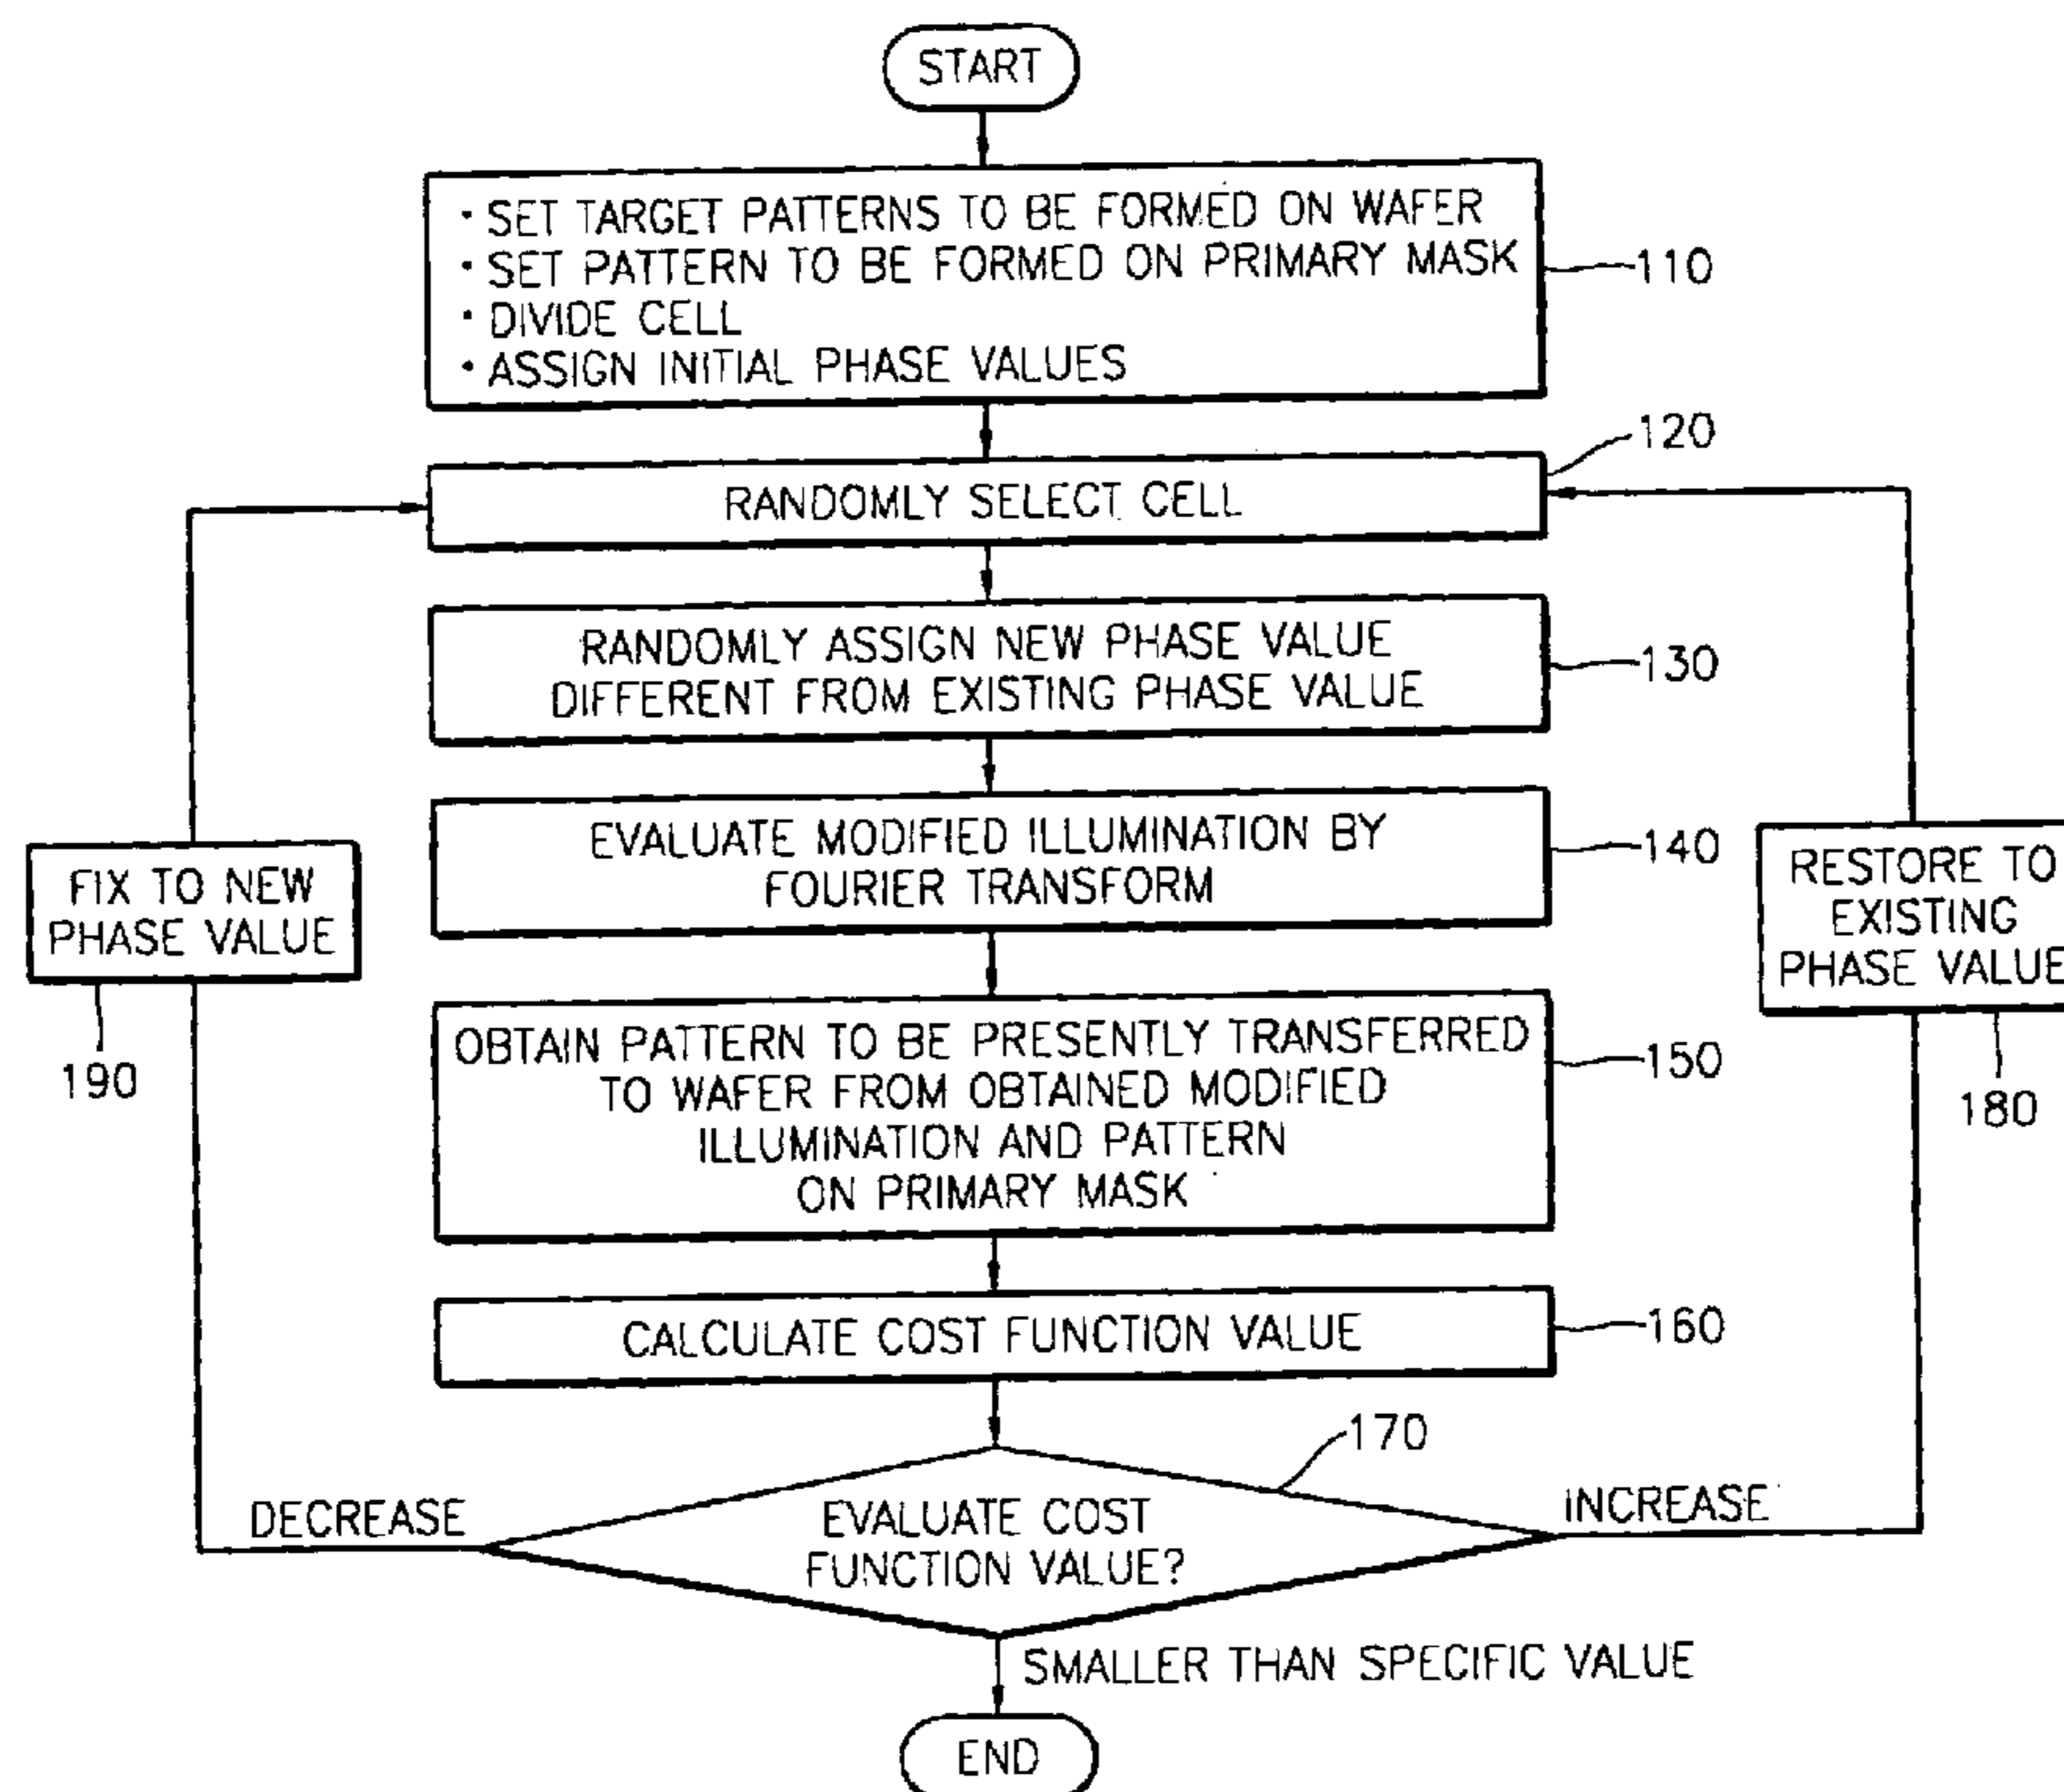 START
· SET TARGET PATTERNS TO BE FORMED ON WAFER
· SET PATTERN TO BE FORMED ON PRIMARY MASK
· DIVIDE CELL
· ASSIGN INITIAL PHASE VALUES
110
120
RANDOMLY SELECT CELL
RANDOMLY ASSIGN NEW PHASE VALUE
DIFFERENT FROM EXISTING PHASE VALUE
130
EVALUATE MODIFIED ILLUMINATION BY
FOURIER TRANSFORM
140
FIX TO NEW
PHASE VALUE
190
RESTORE TO
EXISTING
PHASE VALUE
180
OBTAIN PATTERN TO BE PRESENTLY TRANSFERRED
TO WAFER FROM OBTAINED MODIFIED
ILLUMINATION AND PATTERN
ON PRIMARY MASK
150
CALCULATE COST FUNCTION VALUE
160
170
DECREASE
EVALUATE COST
FUNCTION VALUE?
INCREASE
SMALLER THAN SPECIFIC VALUE
END